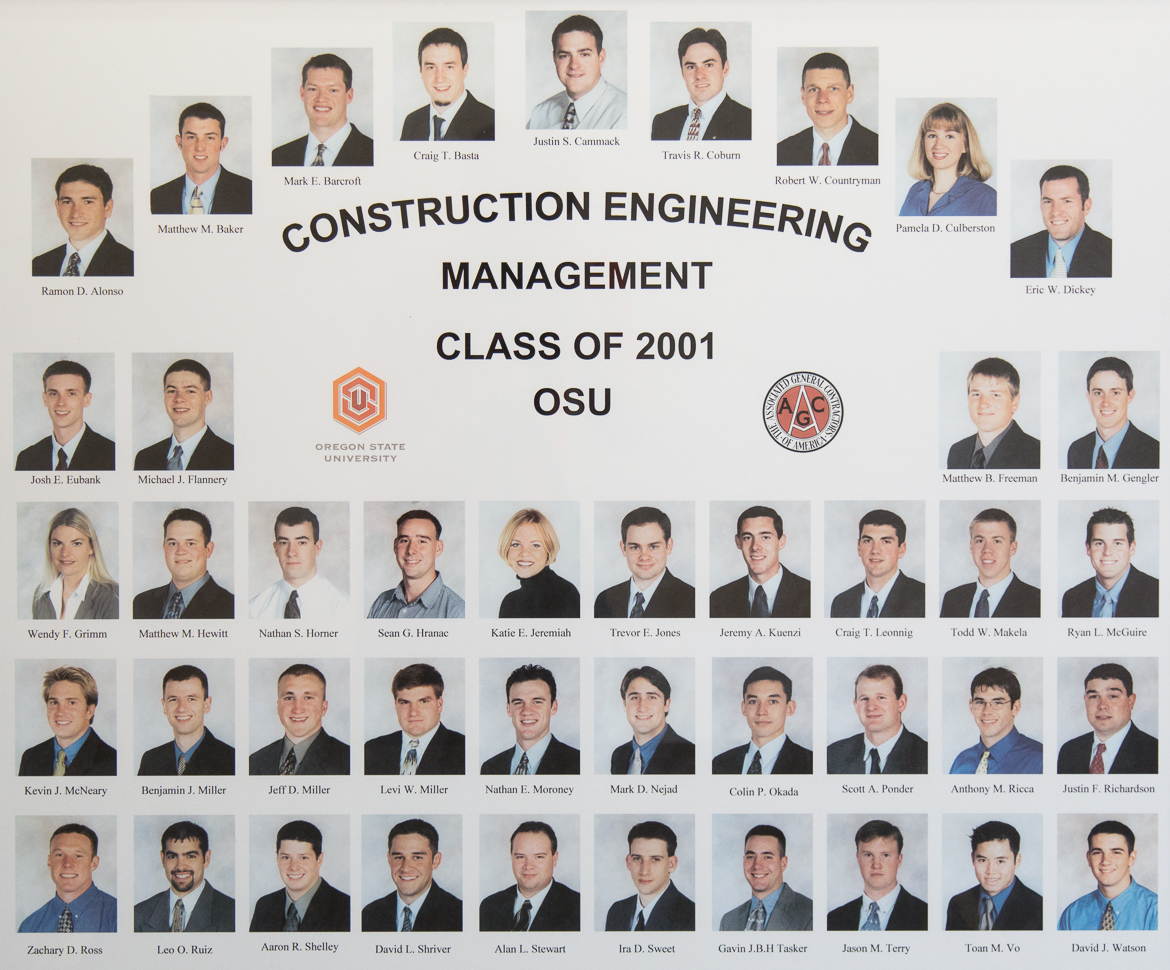 Justin S. Cammack
Craig T. Basta
Travis R. Coburn
Mark E. Barcroft
Robert W. Countryman
Matthew M. Baker
Pamela D. Culberston
Ramon D. Alonso
Eric W. Dickey
CONSTRUCTION ENGINEERING
MANAGEMENT
CLASS OF 2001
OSU
OSU
OREGON STATE
UNIVERSITY
THE ASSOCIATED GENERAL CONTRACTORS
OF AMERICA
AGC
Josh E. Eubank
Michael J. Flannery
Matthew B. Freeman
Benjamin M. Gengler
Wendy F. Grimm
Matthew M. Hewitt
Nathan S. Horner
Sean G. Hranac
Katie E. Jeremiah
Trevor E. Jones
Jeremy A. Kuenzi
Craig T. Leonnig
Todd W. Makela
Ryan L. McGuire
Kevin J. McNeary
Benjamin J. Miller
Jeff D. Miller
Levi W. Miller
Nathan E. Moroney
Mark D. Nejad
Colin P. Okada
Scott A. Ponder
Anthony M. Ricca
Justin F. Richardson
Zachary D. Ross
Leo O. Ruiz
Aaron R. Shelley
David L. Shriver
Alan L. Stewart
Ira D. Sweet
Gavin J.B.H Tasker
Jason M. Terry
Toan M. Vo
David J. Watson